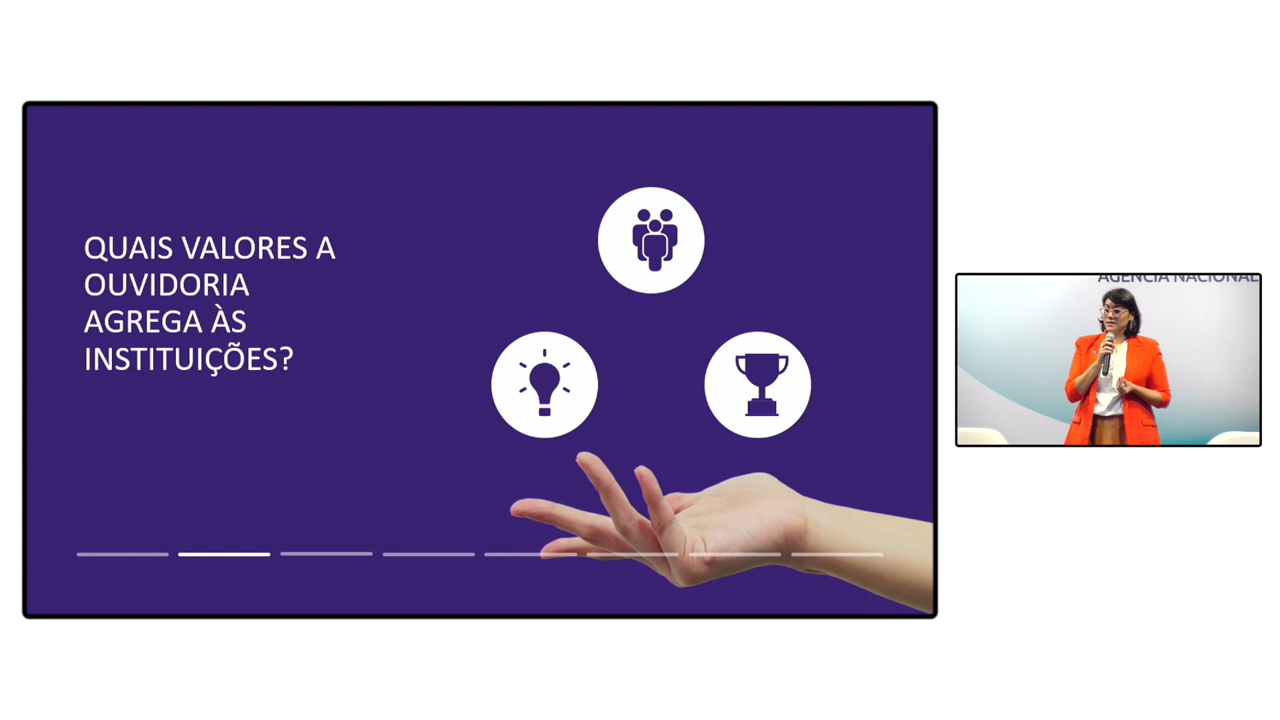 QUAIS VALORES A
OUVIDORIA
AGREGA ÀS
INSTITUIÇÕES?
AGÊNCIA NACIONAL